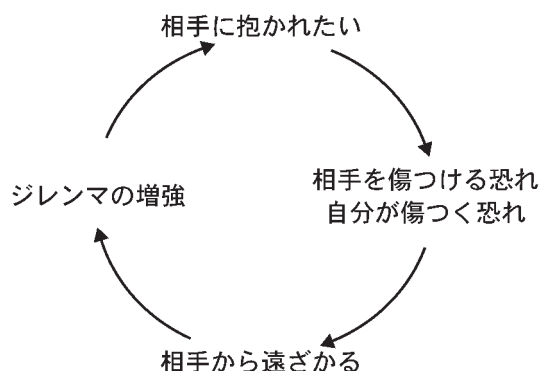 相手に抱かれたい
相手を傷つける恐れ
自分が傷つく恐れ
相手から遠ざかる
ジレンマの増強